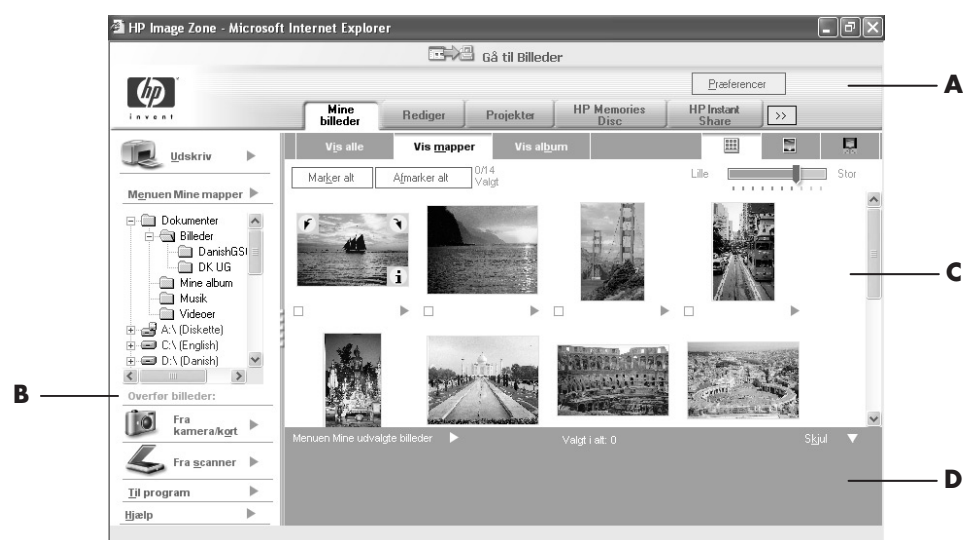 HP Image Zone - Microsoft Internet Explorer
Gå til Billeder
hp
invent
Præferencer
A
Mine billeder
Rediger
Projekter
HP Memories Disc
HP Instant Share
>>
Udskriv
Vis alle
Vis mapper
Vis album
Marker alt
Afmarker alt
0/14 Valgt
Lille
Stor
Menuen Mine mapper
Dokumenter
Billeder
DanishGS
DK UG
Mine album
Musik
Videoer
A:\ (Diskette)
C:\ (English)
D:\ (Danish)
C
i
B
Overfør billeder:
Fra kamera/kort
Fra scanner
Til program
Hjælp
Menuen Mine udvalgte billeder
Valgt i alt: 0
Skjul
D